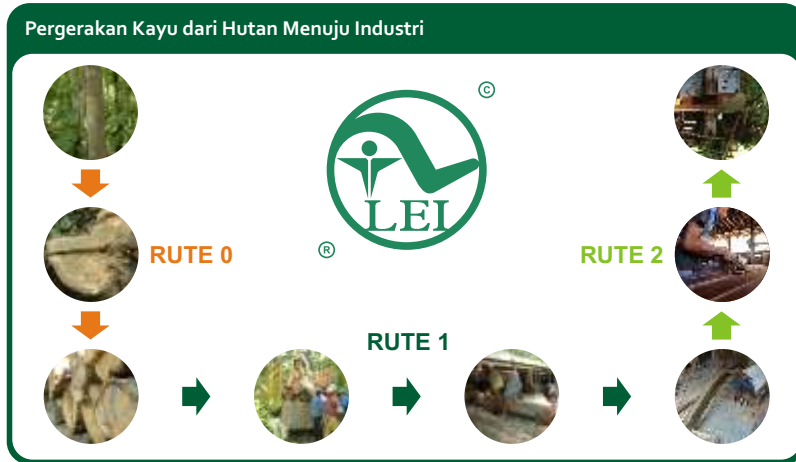 Pergerakan Kayu dari Hutan Menuju Industri
©
LEI
®
RUTE 0
RUTE 2
RUTE 1